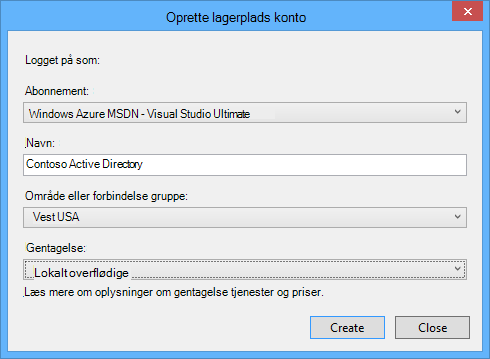 Oprette lagerplads konto
Logget på som:
Abonnement:
Windows Azure MSDN - Visual Studio Ultimate
Navn:
Contoso Active Directory
Område eller forbindelse gruppe:
Vest USA
Gentagelse:
Lokalt overflødige
Læs mere om oplysninger om gentagelse tjenester og priser.
Create Close